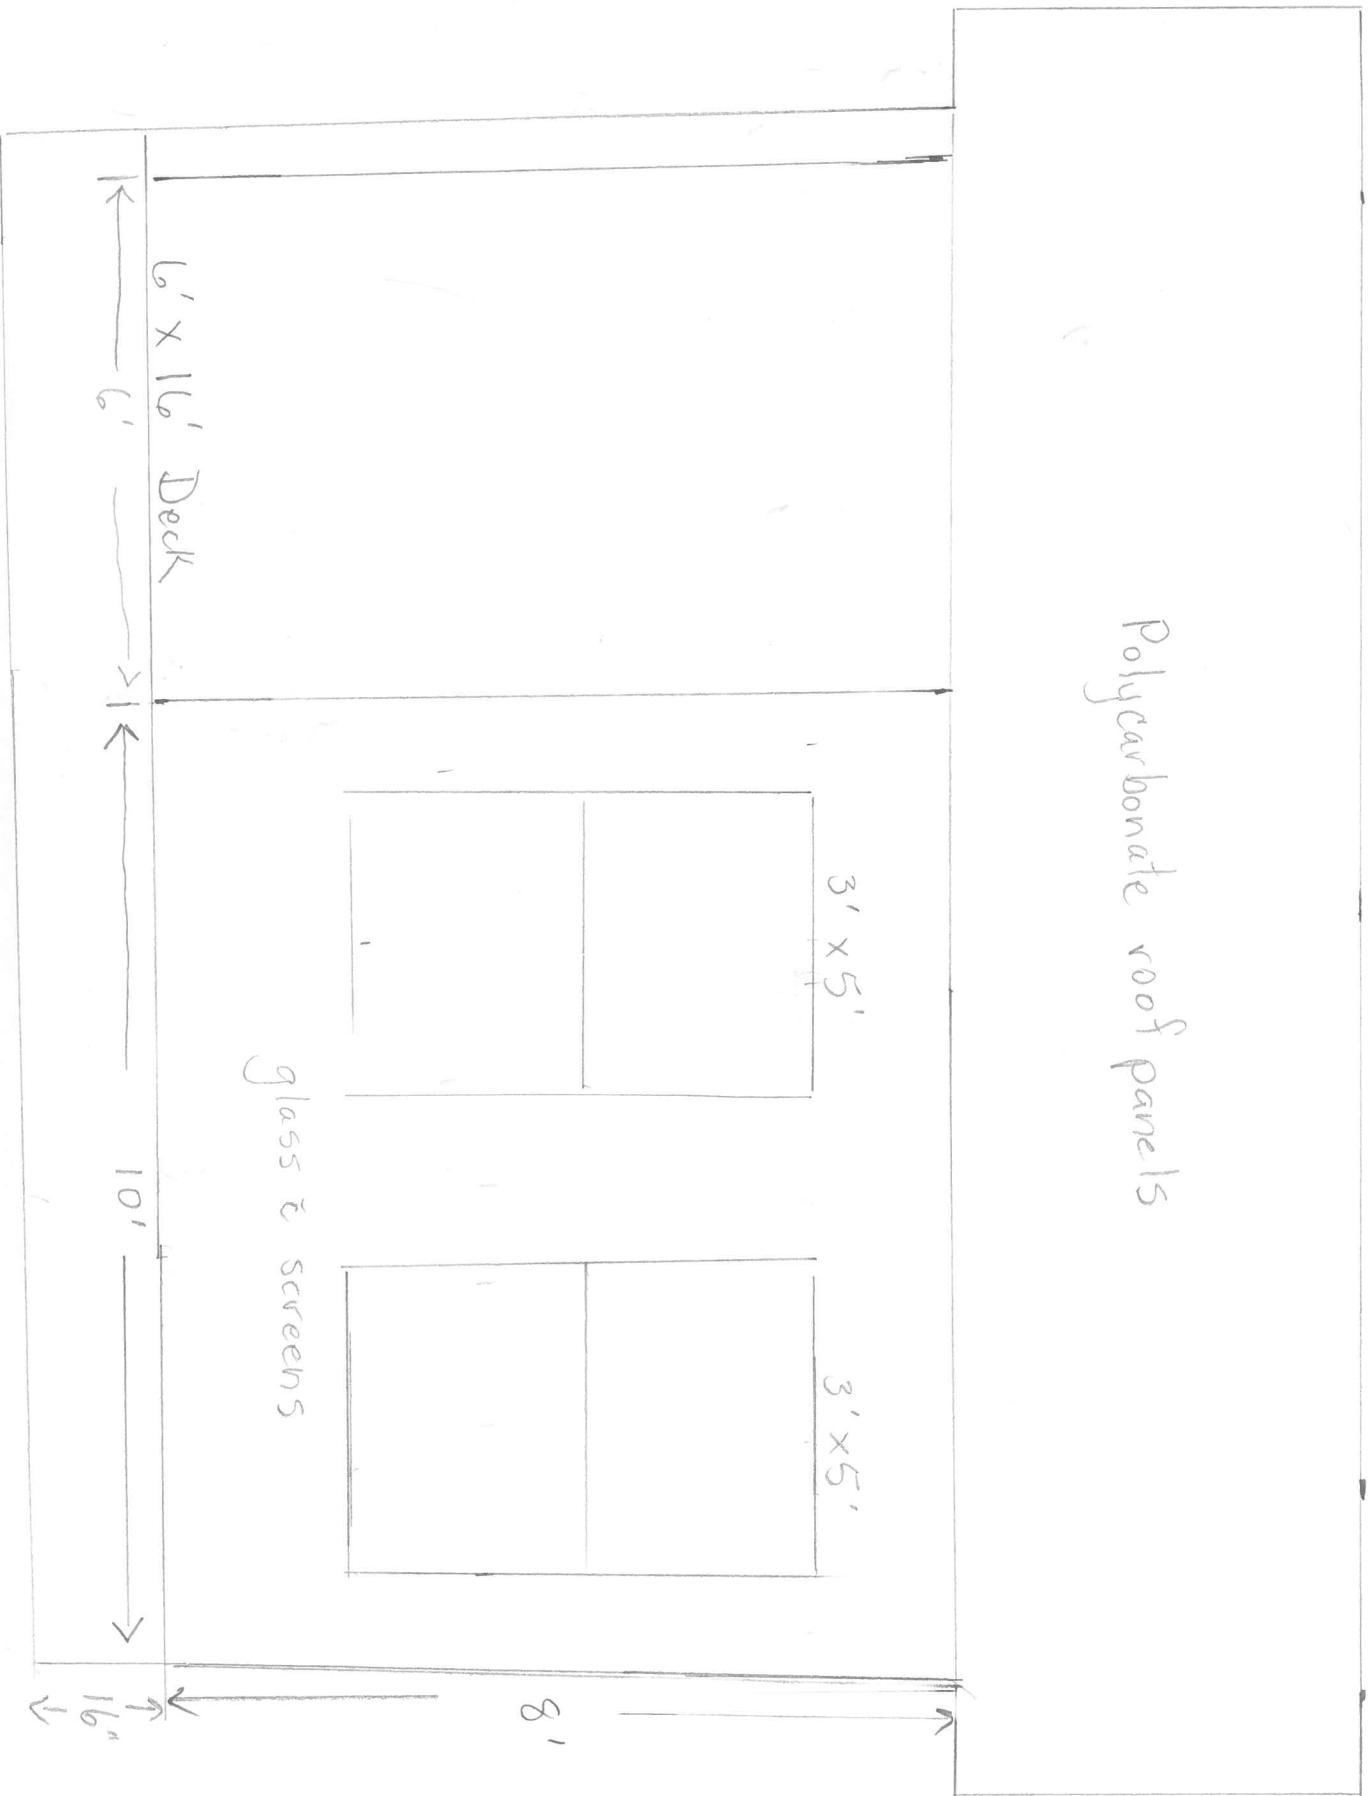 Polycarbonate roof panels
3' x 5'
3' x 5'
8'
glass c̄ screens
6' x 16' Deck
6'
10'
16"